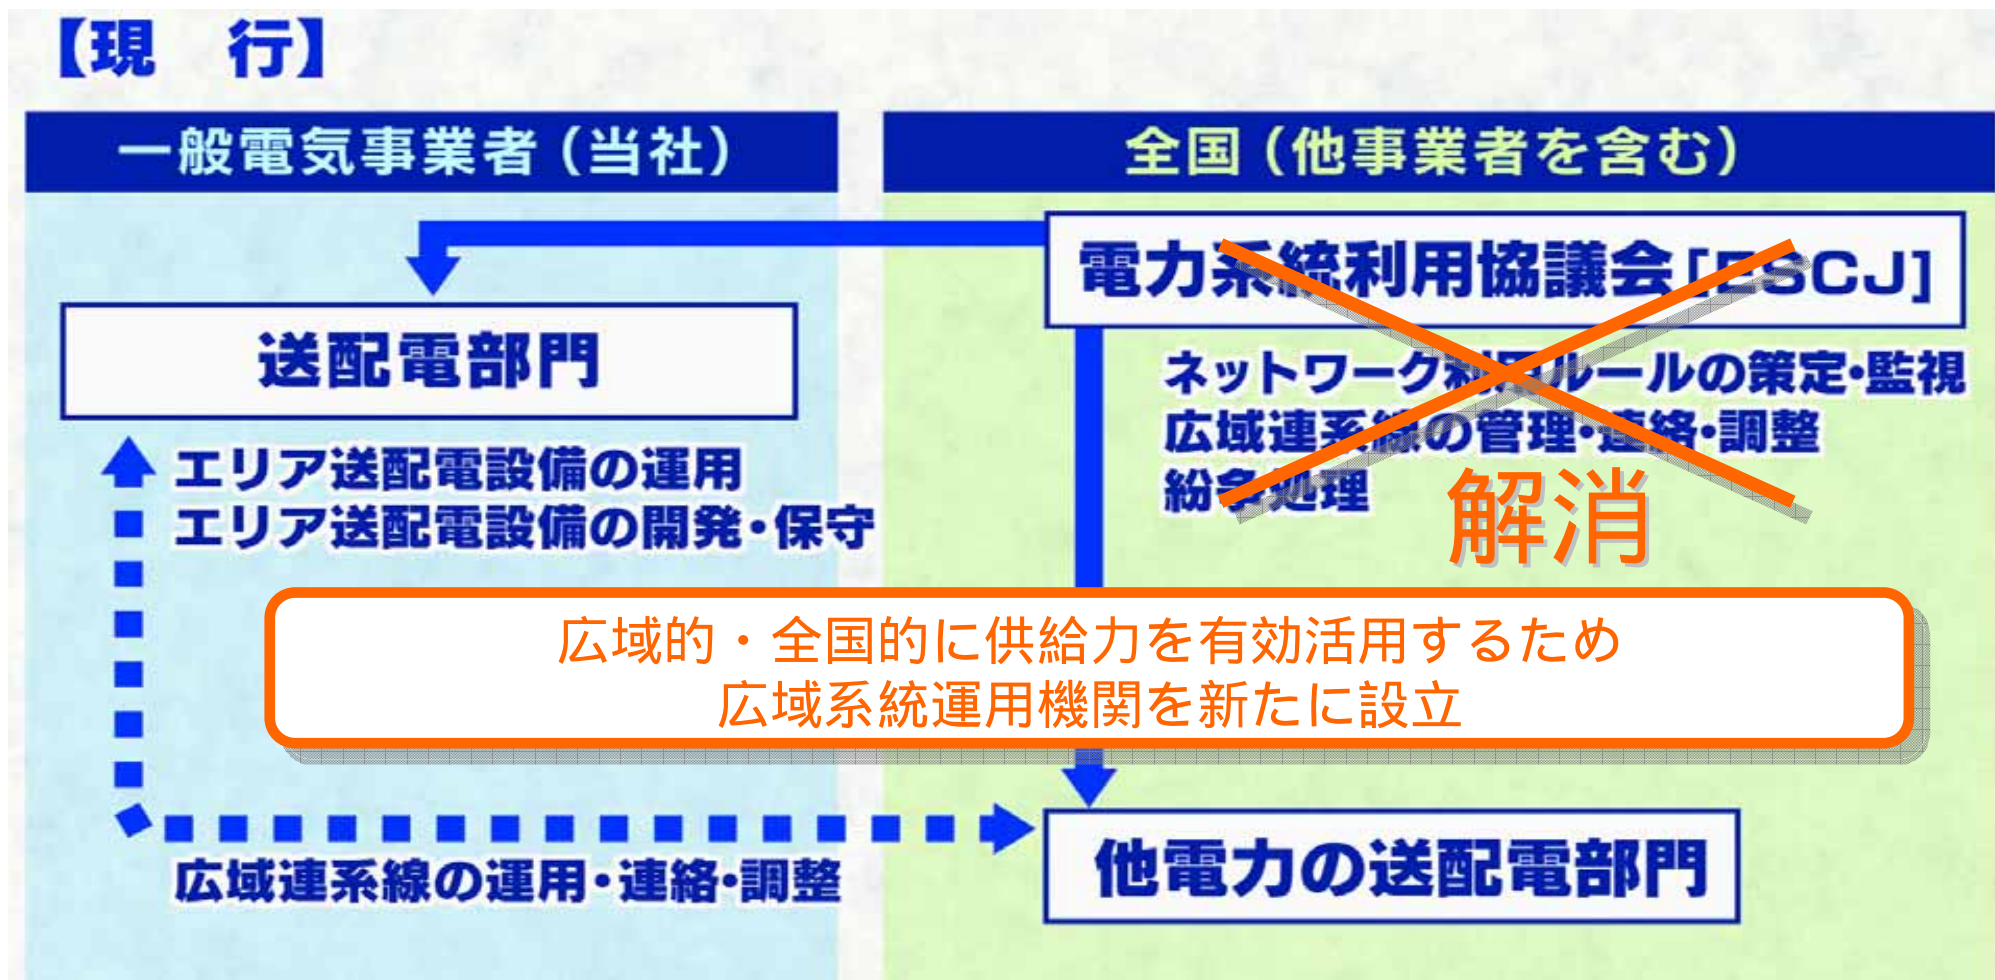 【現 行】
一般電気事業者（当社）
全国（他事業者を含む）
電力系統利用協議会[ESCJ]
送配電部門
ネットワーク利用ルールの策定・監視
広域連系線の管理・連絡・調整
紛争処理
解消
エリア送配電設備の運用
エリア送配電設備の開発・保守
広域的・全国的に供給力を有効活用するため
広域系統運用機関を新たに設立
他電力の送配電部門
広域連系線の運用・連絡・調整